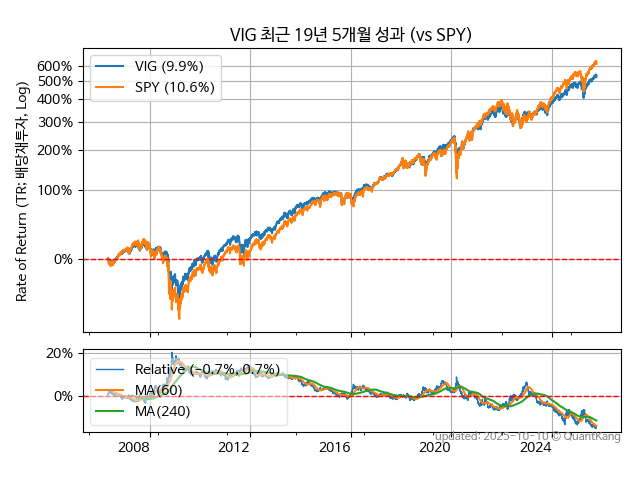 VIG 최근 19년 5개월 성과 (vs SPY)
Rate of Return (TR; 배당재투자, Log)
VIG (9.9%)
SPY (10.6%)
600%
500%
400%
300%
200%
100%
0%
20%
0%
Relative (-0.7%, 0.7%)
MA(60)
MA(240)
updated: 2025-10-10 © QuantKang
2008
2012
2016
2020
2024